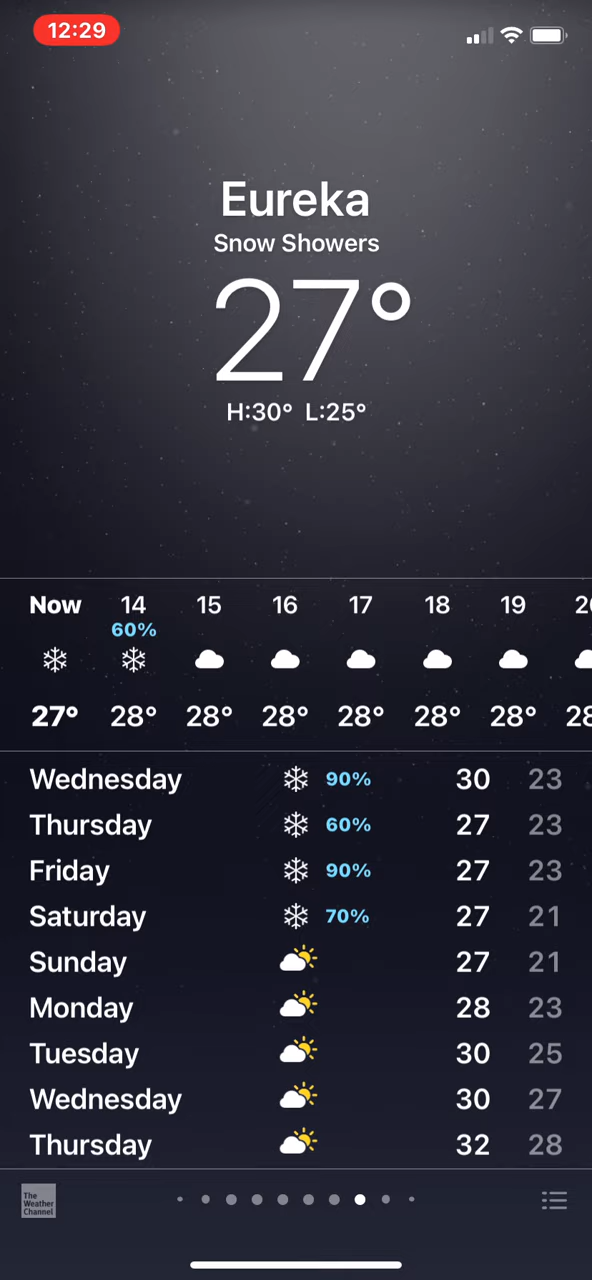 12:29
Eureka
Snow Showers
27°
H:30° L:25°
Now 14 15 16 17 18 19
60%
27° 28° 28° 28° 28° 28° 28° 28
Wednesday 90% 30 23
Thursday 60% 27 23
Friday 90% 27 23
Saturday 70% 27 21
Sunday 27 21
Monday 28 23
Tuesday 30 25
Wednesday 30 27
Thursday 32 28
The
Weather
Channel